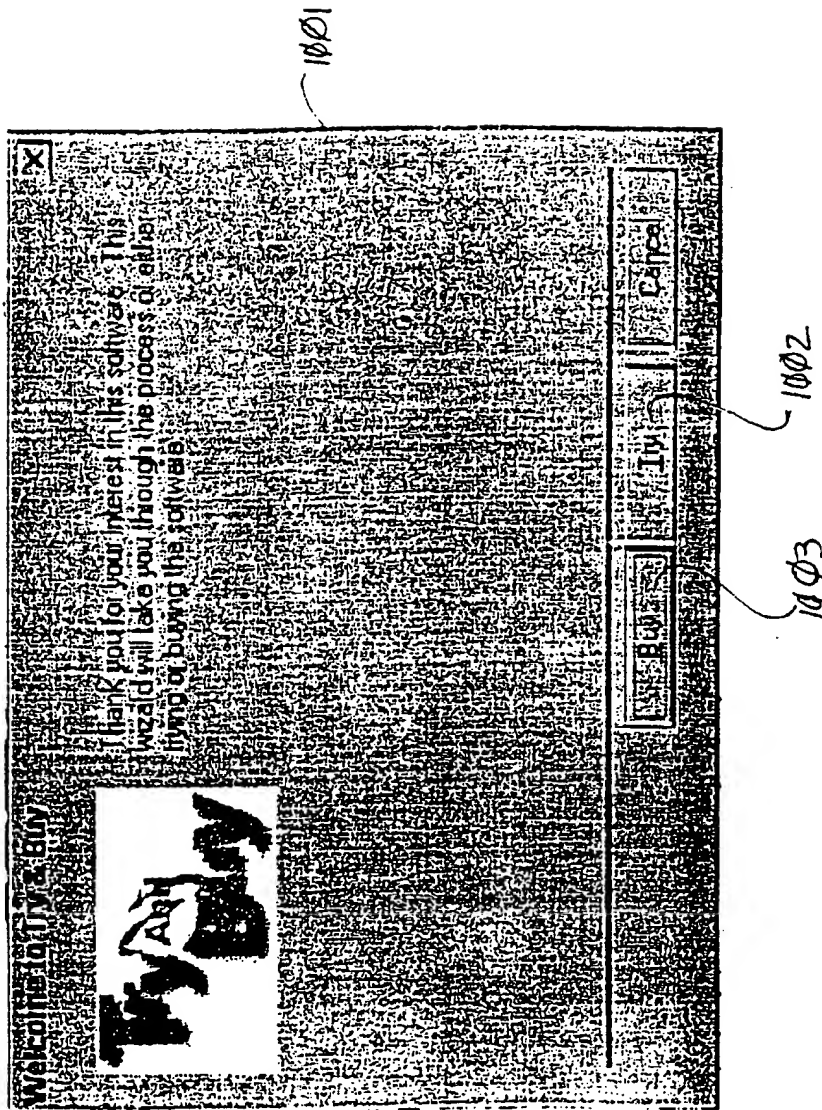 Welcome to Try & Buy
X
Try And BUY
Thank you for your interest in this software. This
wizard will take you through the process of either
trying or buying the software
Buy
Try
Cancel
1001
1002
1003